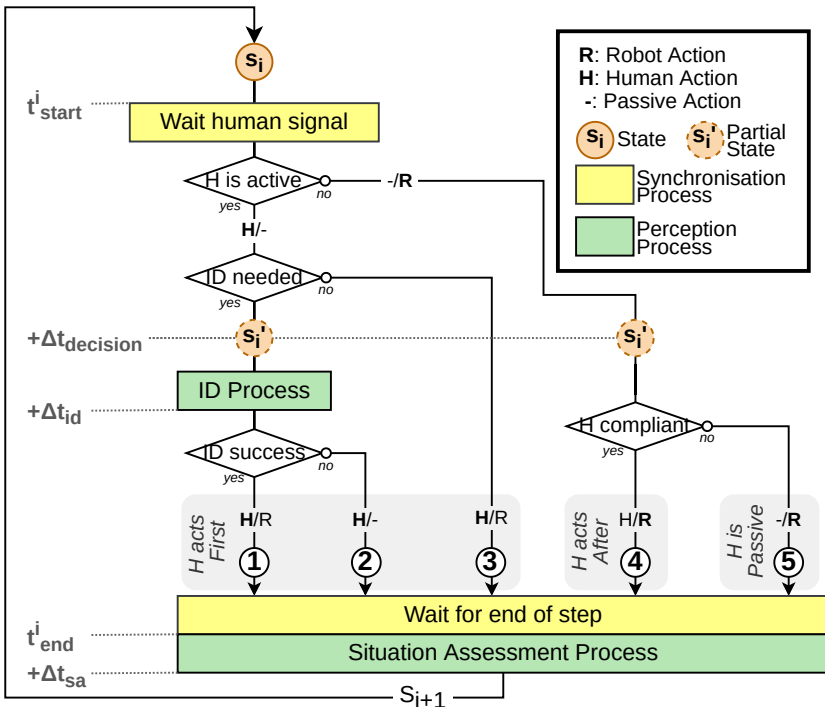 s_i
t^i_start
Wait human signal
H is active
yes
no
-/R
H/-
ID needed
yes
no
+Δt_decision
s_i'
s_i'
ID Process
+Δt_id
ID success
yes
no
H compliant
yes
no
H acts
First
H/R
H/-
H/R
H acts
After
H/R
H is
Passive
-/R
1
2
3
4
5
Wait for end of step
t^i_end
Situation Assessment Process
+Δt_sa
S_i+1
R: Robot Action
H: Human Action
-: Passive Action
s_i State
s_i' Partial
State
Synchronisation
Process
Perception
Process